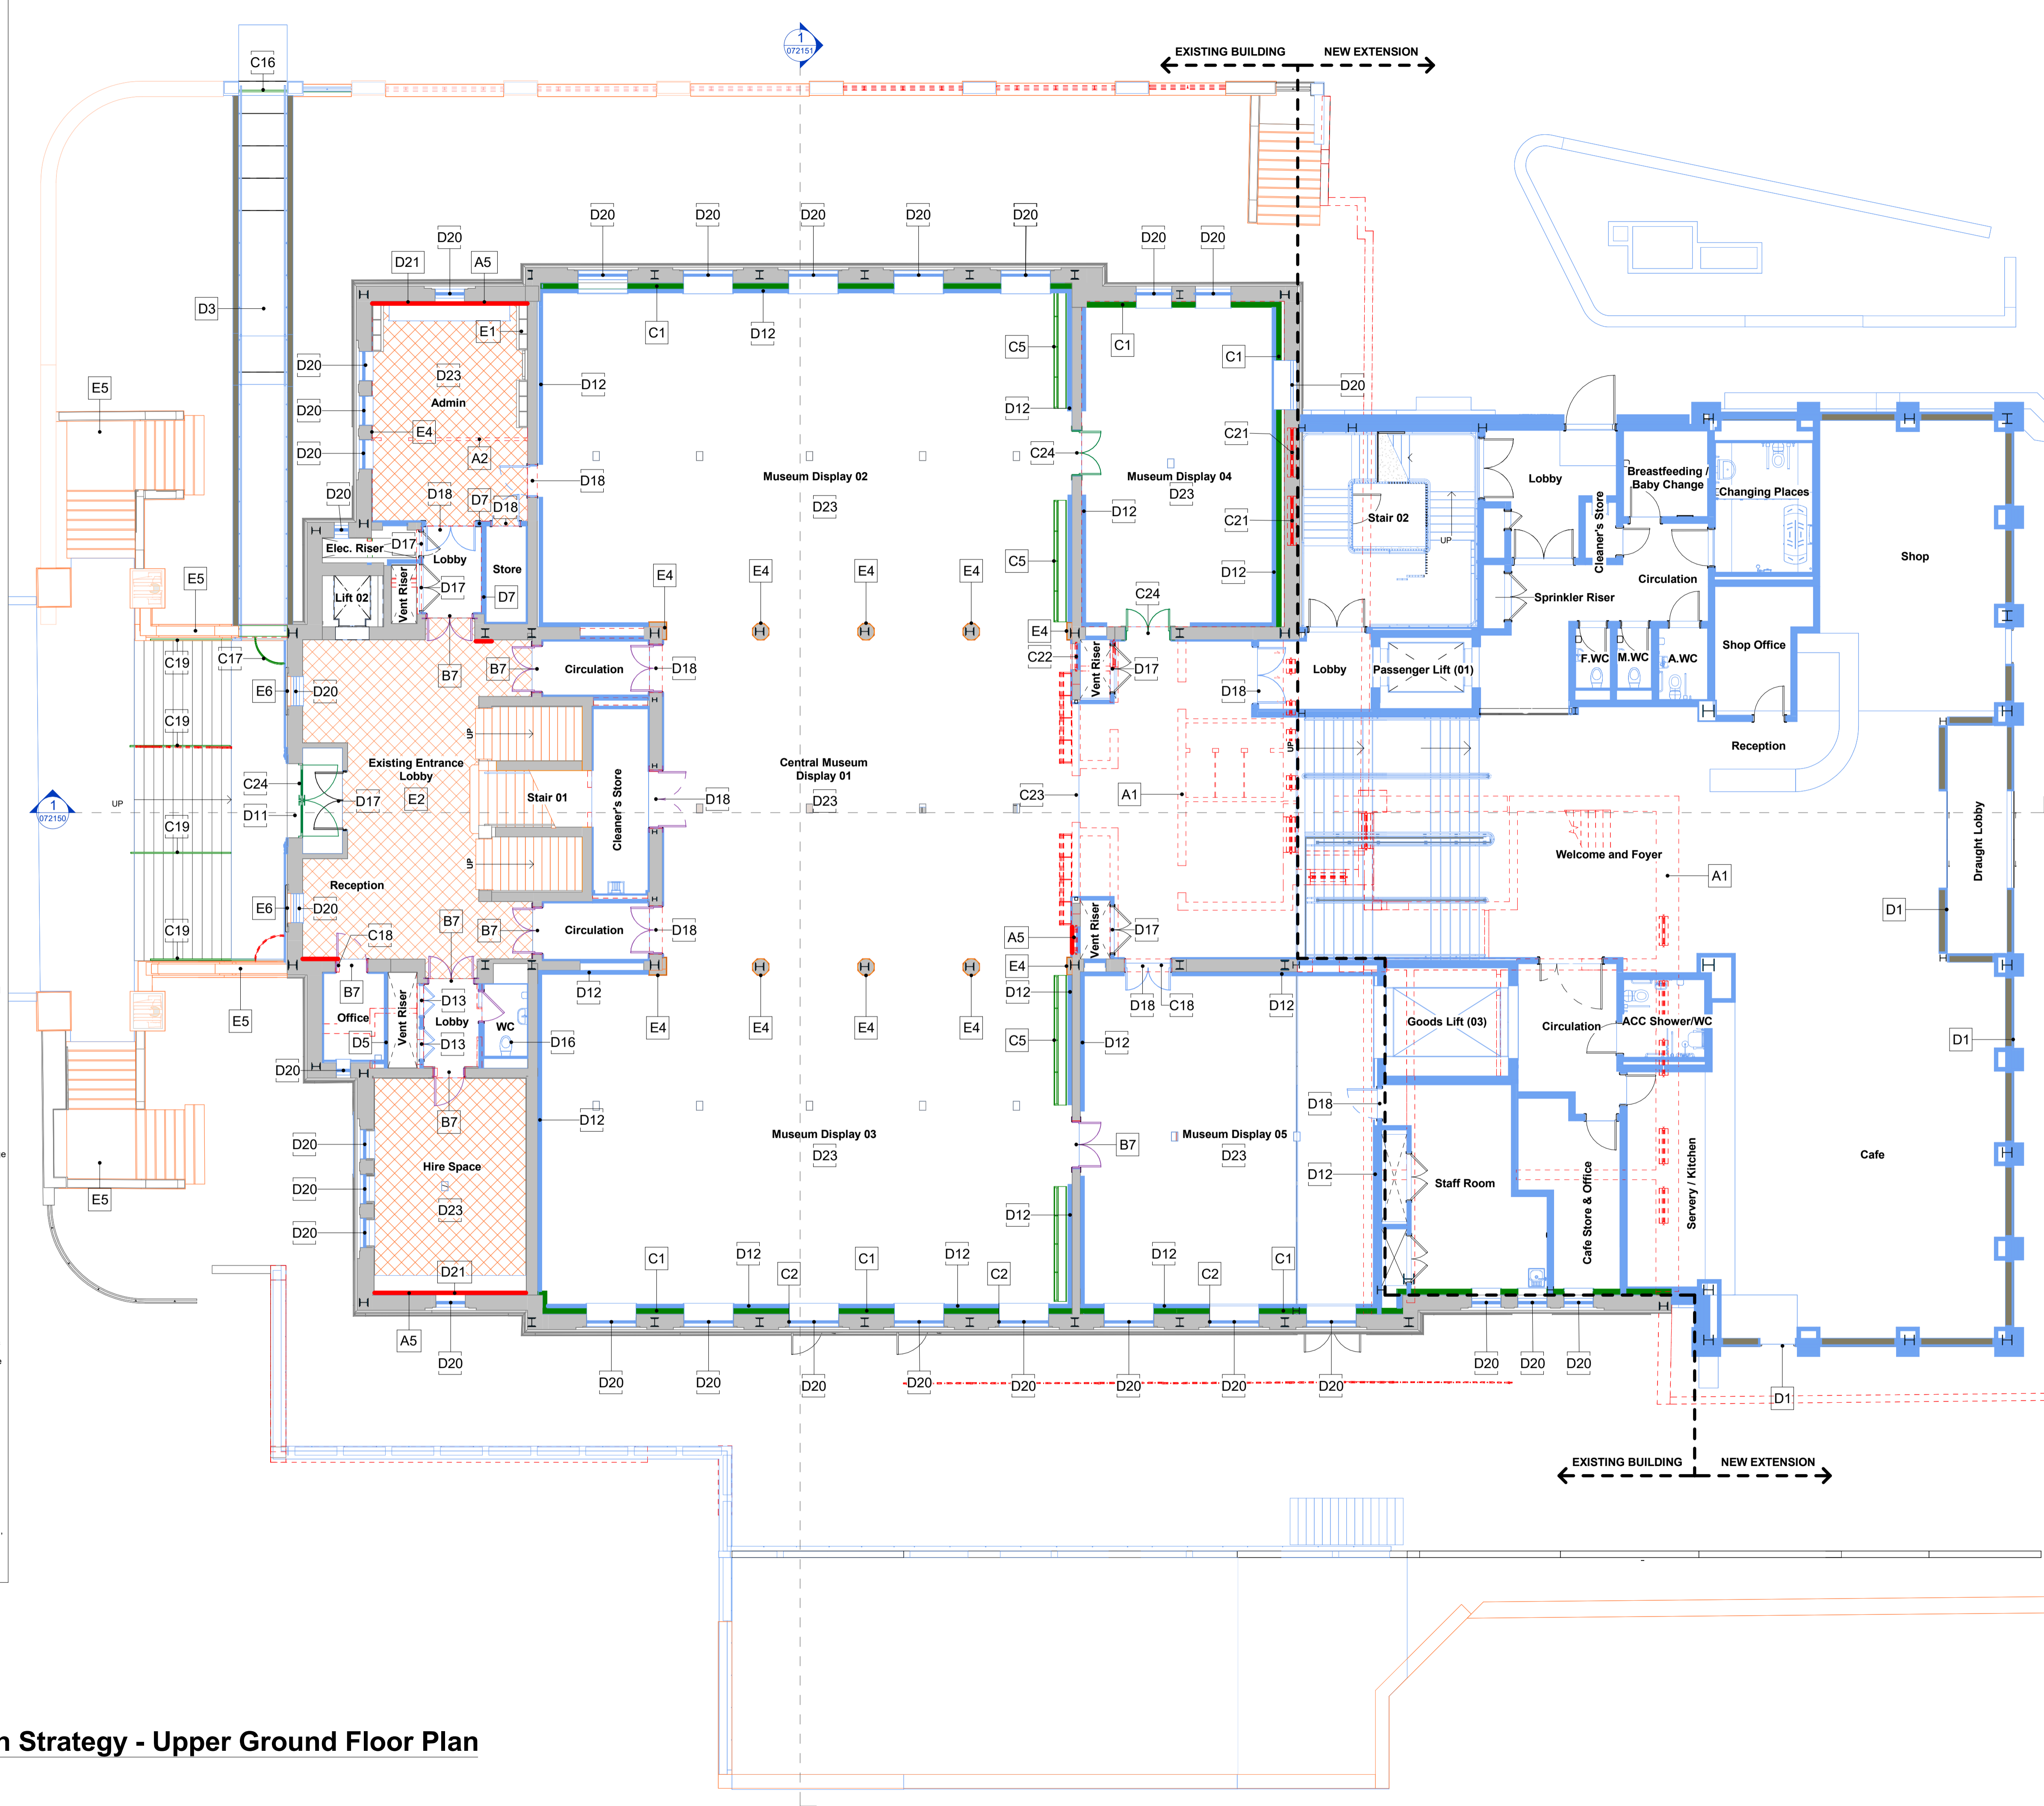 C16
1
072151
EXISTING BUILDING
NEW EXTENSION
D20
D20
D20
D20
D20
D20
D20
D20
D21
A5
D3
E1
C1
D12
C5
C1
C1
D20
D23
Admin
D20
E5
D20
D12
D12
D20
E4
A2
D20
C24
C21
D18
Museum Display 02
D23
Museum Display 04
D23
Lobby
Breastfeeding /
Baby Change
Changing Places
D20
D18
D7
D18
C5
D12
C21
Stair 02
UP
Cleaner's Store
Shop
Elec. Riser
D17
Lobby
Store
E5
Lift 02
Vent Riser
D17
D7
E4
E4
E4
E4
D12
C24
Circulation
Sprinkler Riser
E4
C19
C17
B7
B7
Circulation
D18
C22
Vent Riser
D17
D18
Lobby
Passenger Lift (01)
F.WC
M.WC
A.WC
Shop Office
E6
D20
C19
UP
UP
Reception
Existing Entrance
Lobby
E2
Stair 01
Cleaner's Store
Central Museum
Display 01
D23
D18
C23
A1
C24
D17
D11
UP
1
072150
C19
Draught Lobby
Welcome and Foyer
A1
UP
Reception
E6
D20
D1
C19
C18
B7
B7
Circulation
D18
A5
Vent Riser
D17
E4
E5
B7
D13
D12
E4
E4
E4
E4
D12
D18
C18
D12
Office
Vent Riser
Lobby
WC
D5
D13
D16
C5
D12
Goods Lift (03)
Circulation
ACC Shower/WC
D1
D20
B7
D12
D18
D20
Museum Display 03
D23
B7
Museum Display 05
D23
E5
Hire Space
D20
D23
D12
Staff Room
Cafe Store & Office
Servery / Kitchen
Cafe
D20
D12
D21
C1
D12
C2
C1
D12
C2
D12
C2
C1
A5
D20
D20
D20
D20
D20
D20
D20
D20
D20
D20
D20
D20
D1
EXISTING BUILDING
NEW EXTENSION
n Strategy - Upper Ground Floor Plan